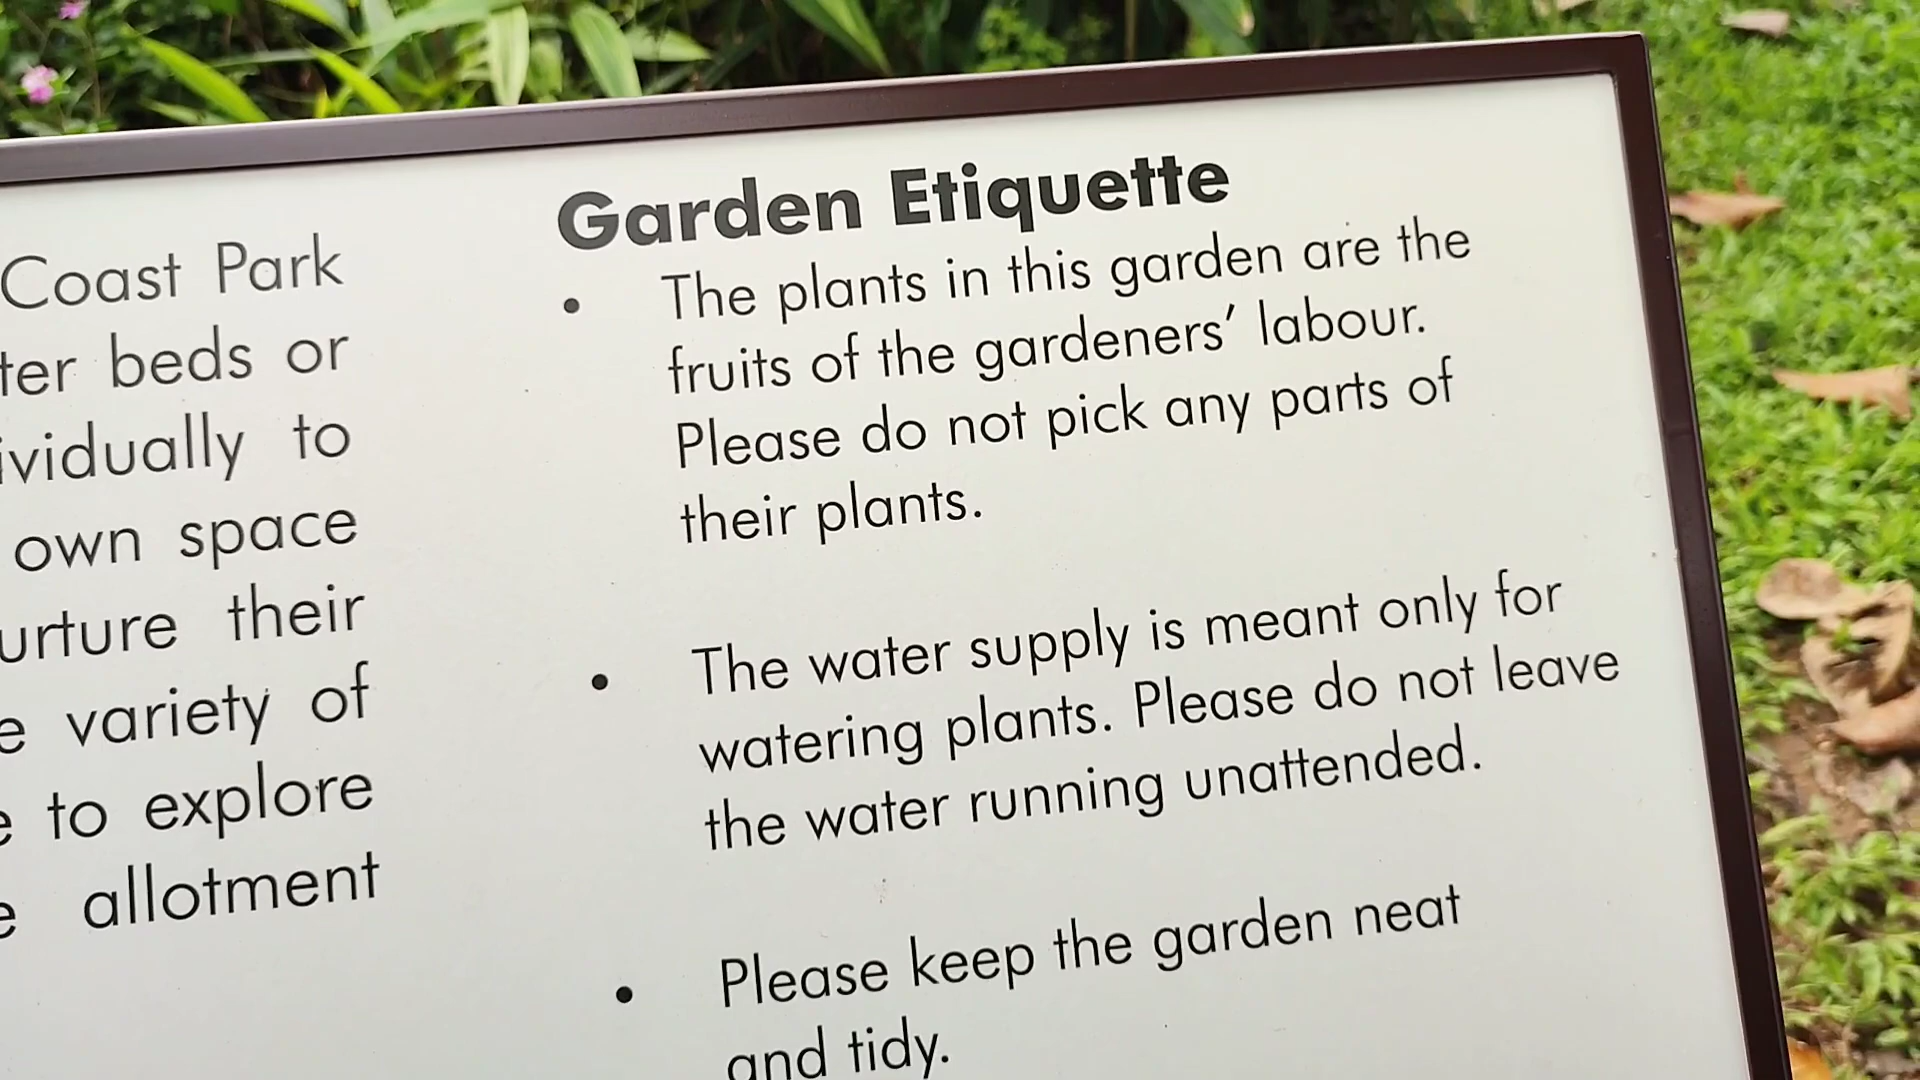 Coast Park
beds or
to
own space
their
variety of
to explore
allotment
Garden Etiquette
• The plants in this garden are the
fruits of the gardeners' labour.
Please do not pick any parts of
their plants.
• The water supply is meant only for
watering plants. Please do not leave
the water running unattended.
• Please keep the garden neat
and tidy.